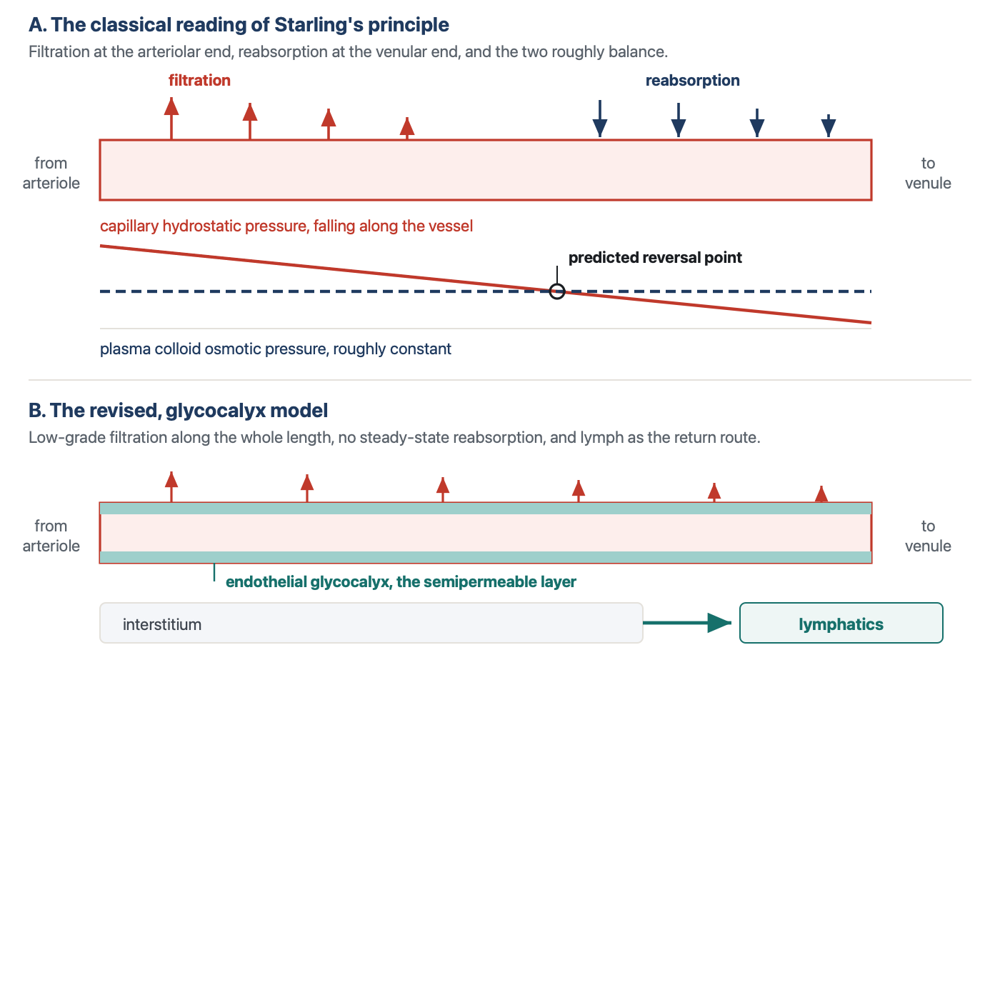 A. The classical reading of Starling's principle
Filtration at the arteriolar end, reabsorption at the venular end, and the two roughly balance.
filtration
reabsorption
from
arteriole
to
venule
capillary hydrostatic pressure, falling along the vessel
predicted reversal point
plasma colloid osmotic pressure, roughly constant
B. The revised, glycocalyx model
Low-grade filtration along the whole length, no steady-state reabsorption, and lymph as the return route.
from
arteriole
to
venule
endothelial glycocalyx, the semipermeable layer
interstitium
lymphatics